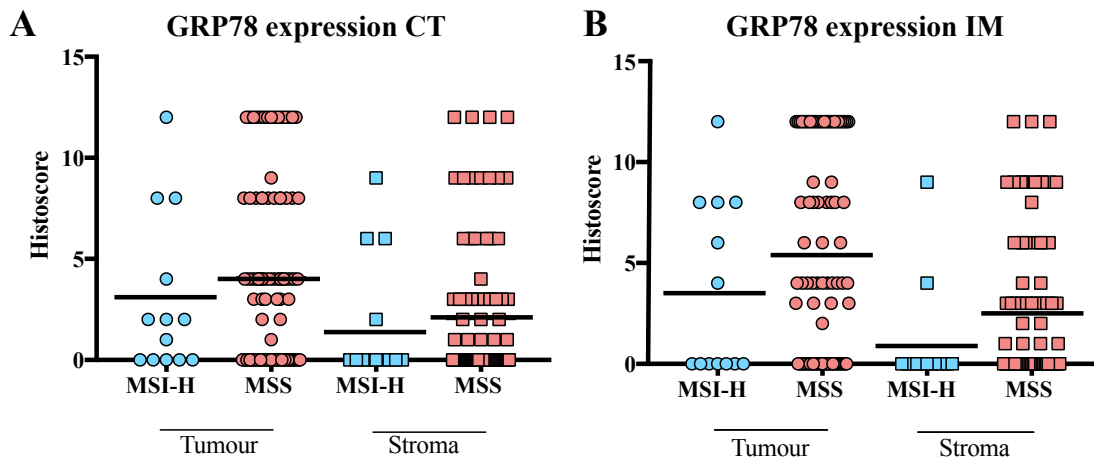 A
GRP78 expression CT
Histoscore
15
10
5
0
MSI-H MSS MSI-H MSS
Tumour Stroma
B
GRP78 expression IM
Histoscore
15
10
5
0
MSI-H MSS MSI-H MSS
Tumour Stroma